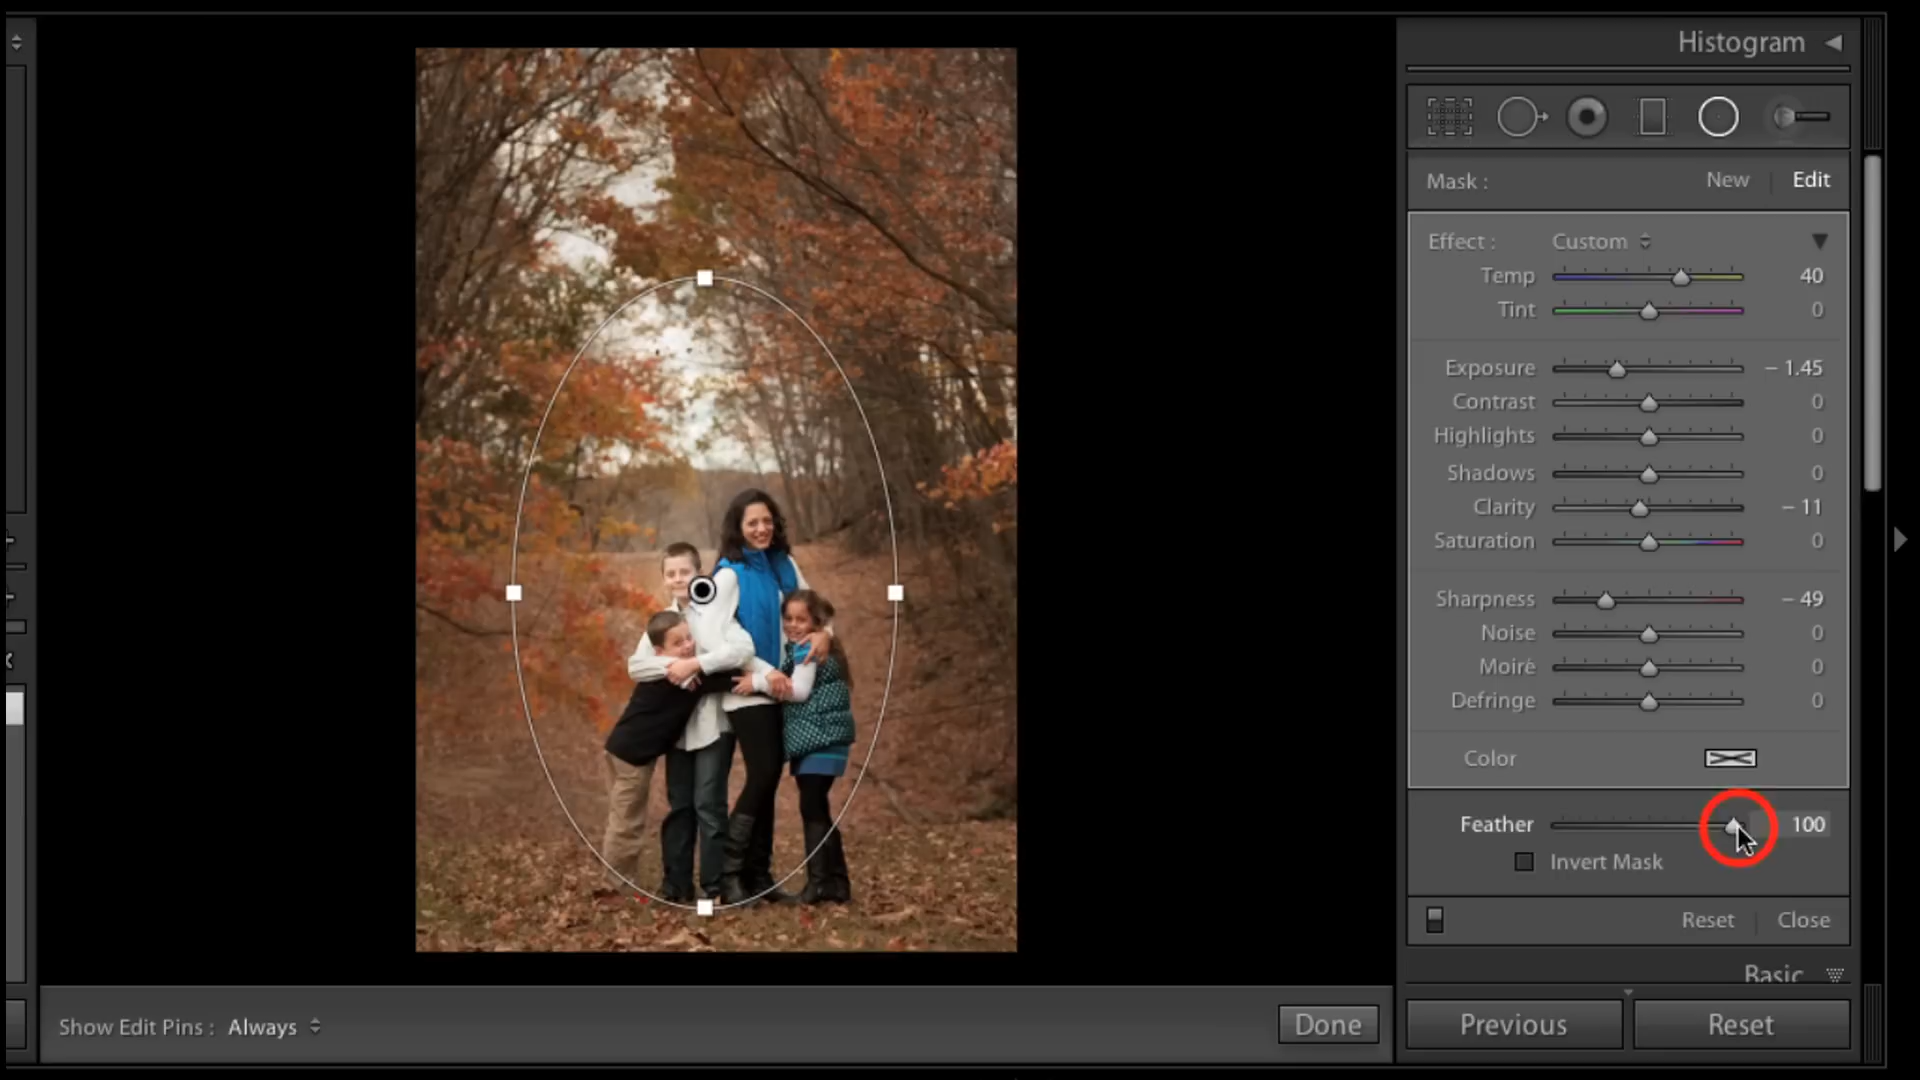 Histogram
Mask : New Edit
Effect : Custom
Temp 40
Tint 0
Exposure – 1.45
Contrast 0
Highlights 0
Shadows 0
Clarity – 11
Saturation 0
Sharpness – 49
Noise 0
Moiré 0
Defringe 0
Color
Feather 100
Invert Mask
Reset Close
Basic
Show Edit Pins : Always Done
Previous Reset